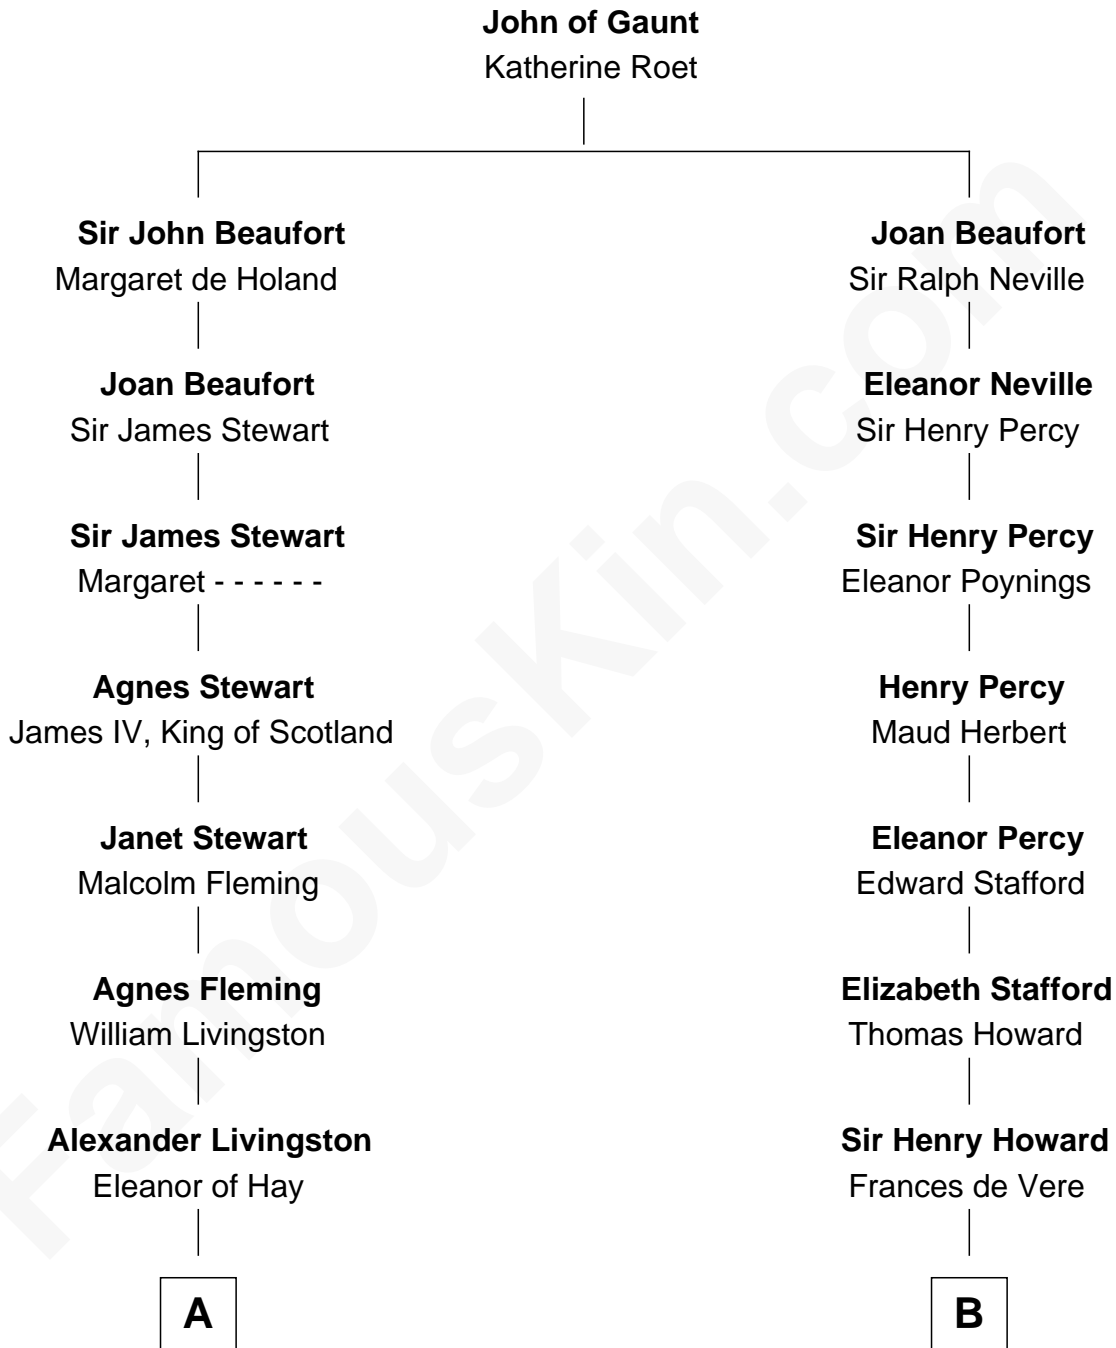 John of Gaunt
Katherine Roet
Sir John Beaufort
Margaret de Holand
Joan Beaufort
Sir James Stewart
Sir James Stewart
Margaret - - - - - -
Agnes Stewart
James IV, King of Scotland
Janet Stewart
Malcolm Fleming
Agnes Fleming
William Livingston
Alexander Livingston
Eleanor of Hay
A
Joan Beaufort
Sir Ralph Neville
Eleanor Neville
Sir Henry Percy
Sir Henry Percy
Eleanor Poynings
Henry Percy
Maud Herbert
Eleanor Percy
Edward Stafford
Elizabeth Stafford
Thomas Howard
Sir Henry Howard
Frances de Vere
B
FamousKin.com